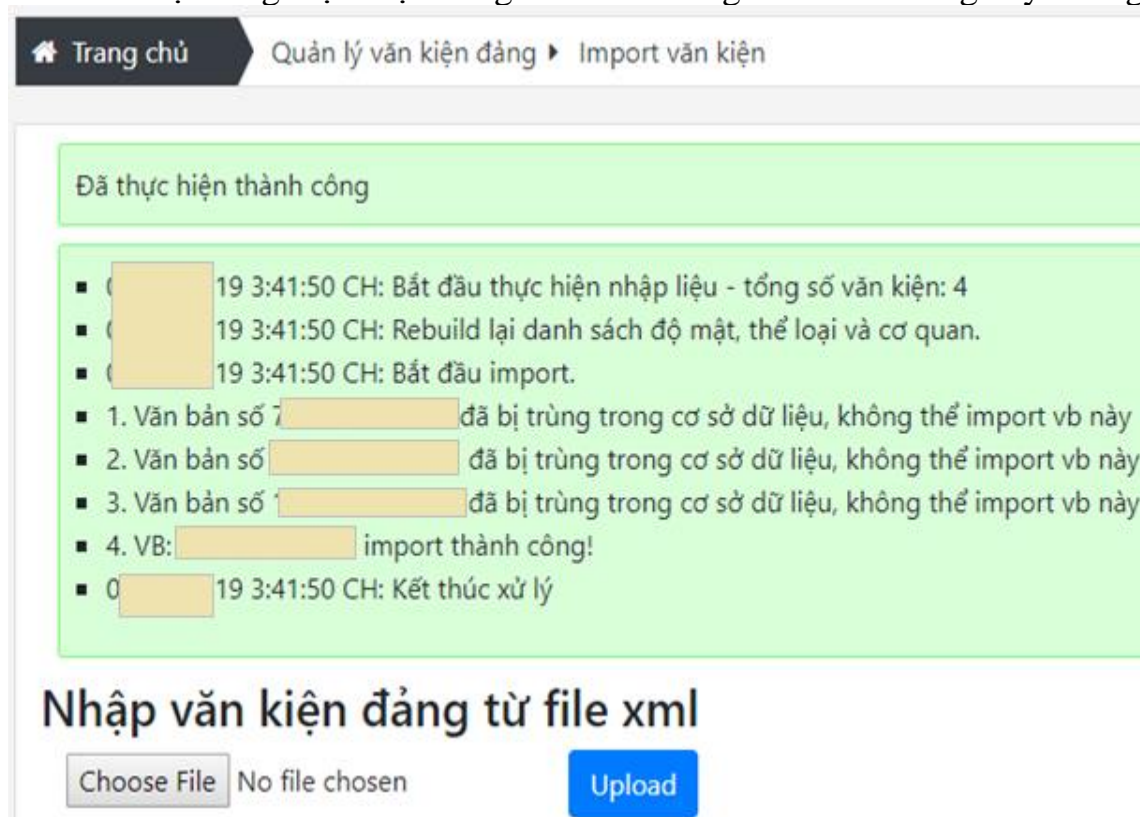 Trang chủ Quản lý văn kiện đảng Import văn kiện
Đã thực hiện thành công
19 3:41:50 CH: Bắt đầu thực hiện nhập liệu - tổng số văn kiện: 4
19 3:41:50 CH: Rebuild lại danh sách độ mật, thể loại và cơ quan.
19 3:41:50 CH: Bắt đầu import.
1. Văn bản số 7 đã bị trùng trong cơ sở dữ liệu, không thể import vb này
2. Văn bản số đã bị trùng trong cơ sở dữ liệu, không thể import vb này
3. Văn bản số đã bị trùng trong cơ sở dữ liệu, không thể import vb này
4. VB: import thành công!
0 19 3:41:50 CH: Kết thúc xử lý
Nhập văn kiện đảng từ file xml
Choose File No file chosen Upload